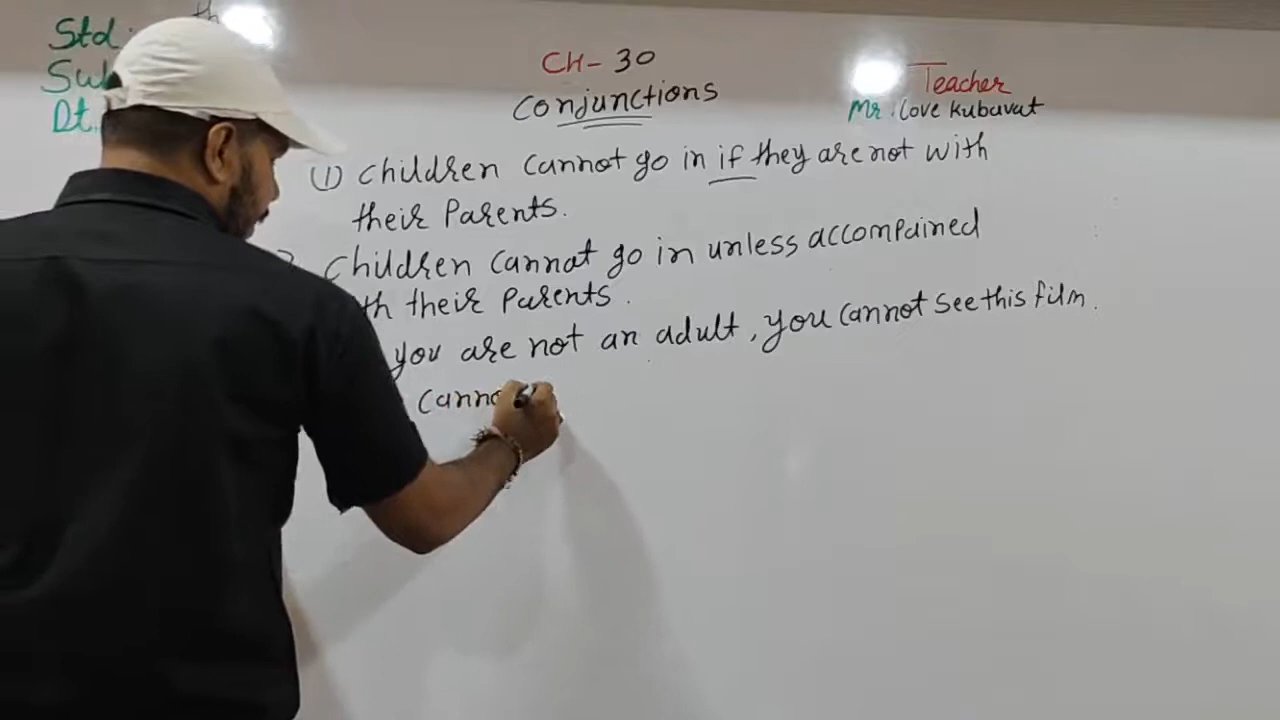 Std.
CH- 30
Teacher
Conjunctions
Mr. Love Kubavat
Dt.
(1) children cannot go in if they are not with
their Parents.
children cannot go in unless accompained
their Parents.
you are not an adult, you cannot see this film.